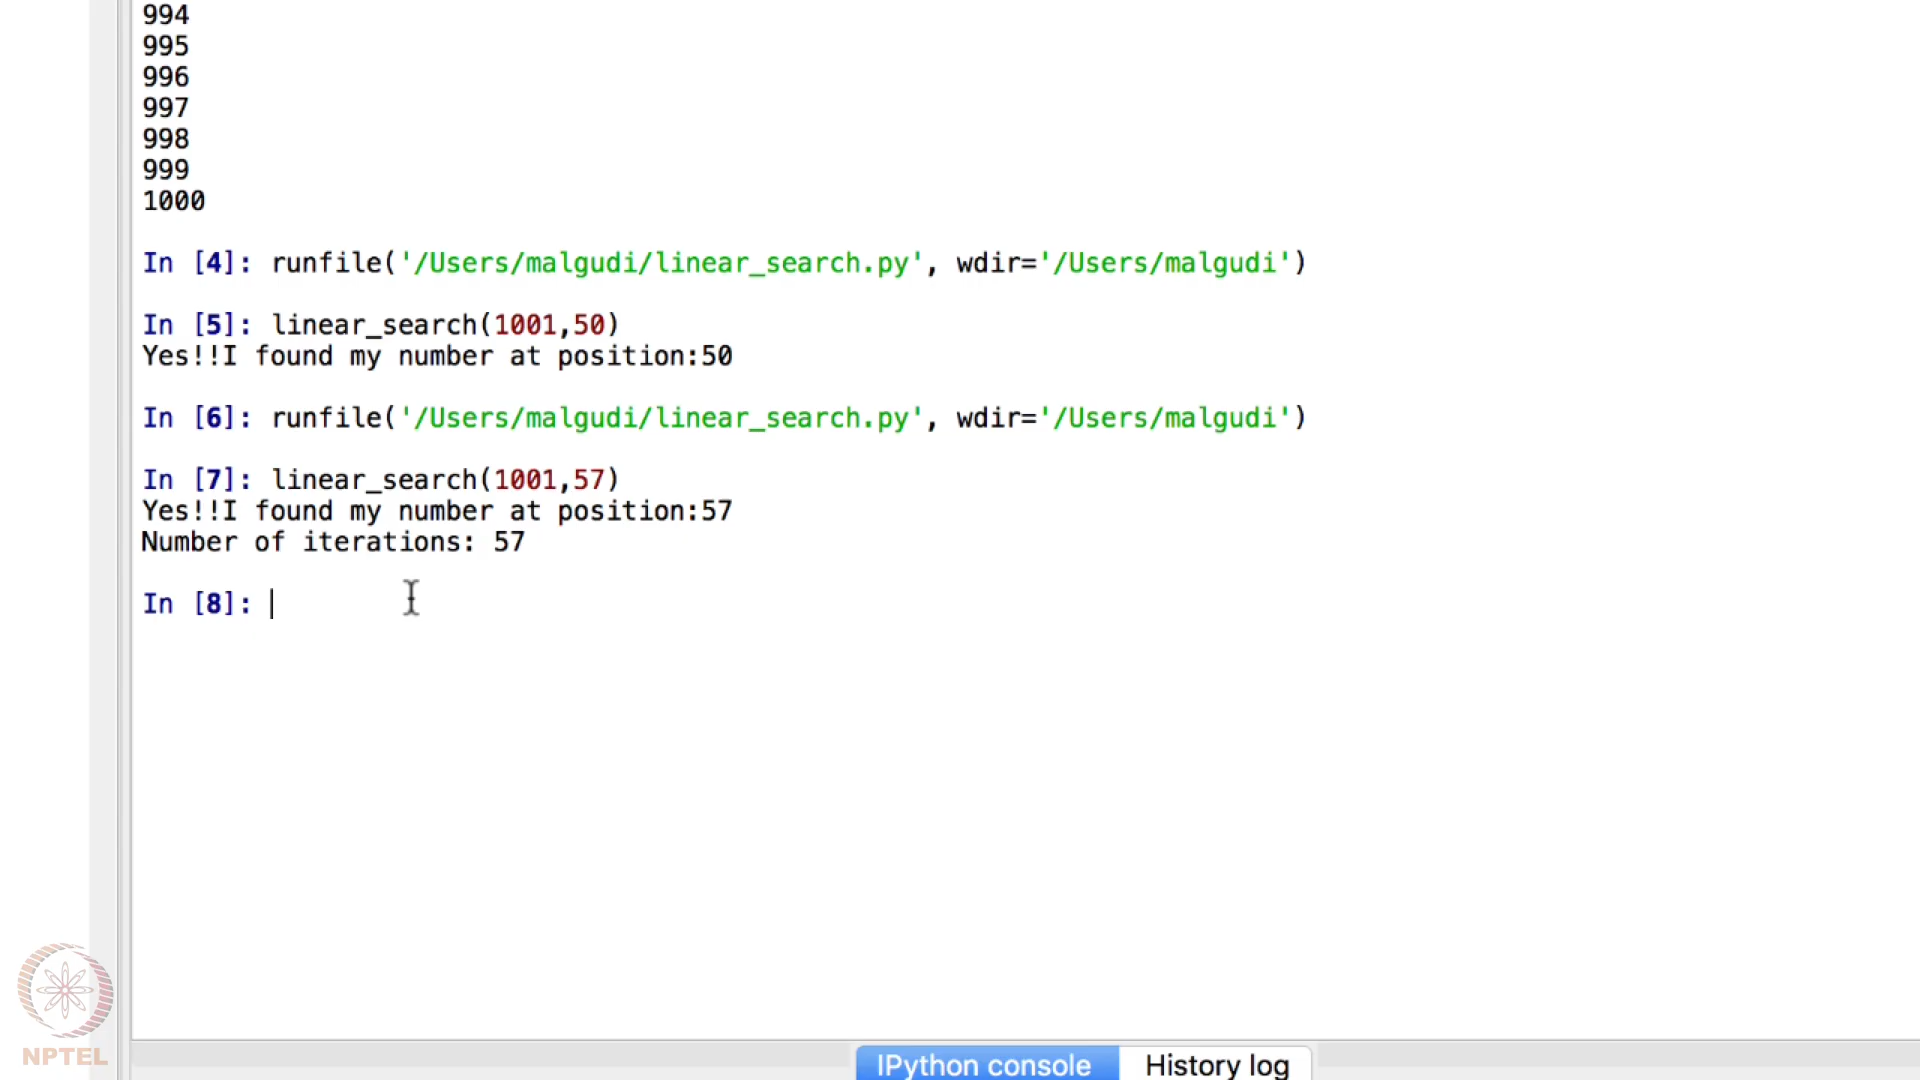 994
995
996
997
998
999
1000
In [4]: runfile('/Users/malgudi/linear_search.py', wdir='/Users/malgudi')
In [5]: linear_search(1001,50)
Yes!!I found my number at position:50
In [6]: runfile('/Users/malgudi/linear_search.py', wdir='/Users/malgudi')
In [7]: linear_search(1001,57)
Yes!!I found my number at position:57
Number of iterations: 57
In [8]:
NPTEL
IPython console History log